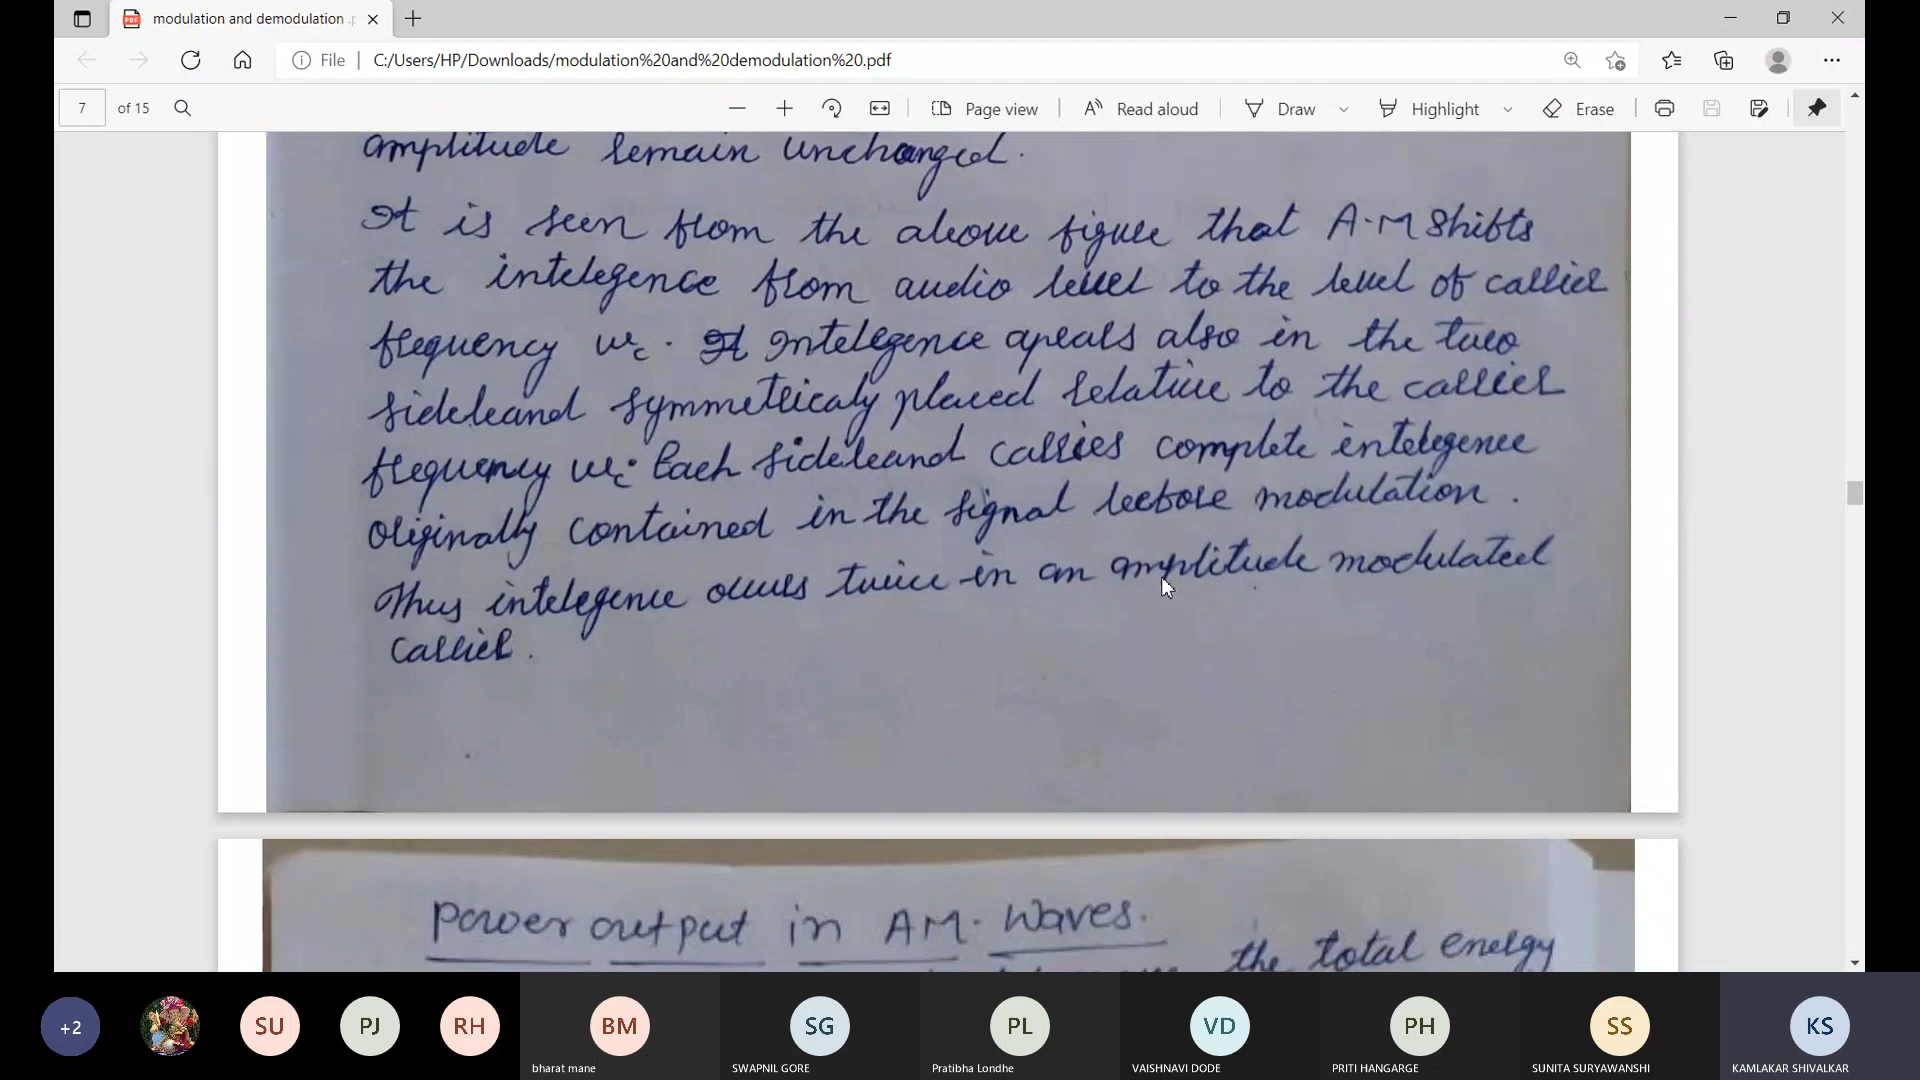 modulation and demodulation .p
File C:/Users/HP/Downloads/modulation%20and%20demodulation%20.pdf
7 of 15 Page view Read aloud Draw Highlight Erase
amplitude remain unchanged.
It is seen from the above figure that A.M shifts
the intelegence from audio level to the level of carrier
frequency wc. It Intelegence apears also in the two
sideband symmetricaly placed relative to the carrier
frequency wc. Each sideband carries complete intelegence
originally contained in the signal before modulation.
Thus intelegence occurs twice in an amplitude modulated
carrier.
Power output in AM. Waves.
the total energy
+2 SU PJ RH BM SG PL VD PH SS KS
bharat mane SWAPNIL GORE Pratibha Londhe VAISHNAVI DODE PRITI HANGARGE SUNITA SURYAWANSHI KAMLAKAR SHIVALKAR